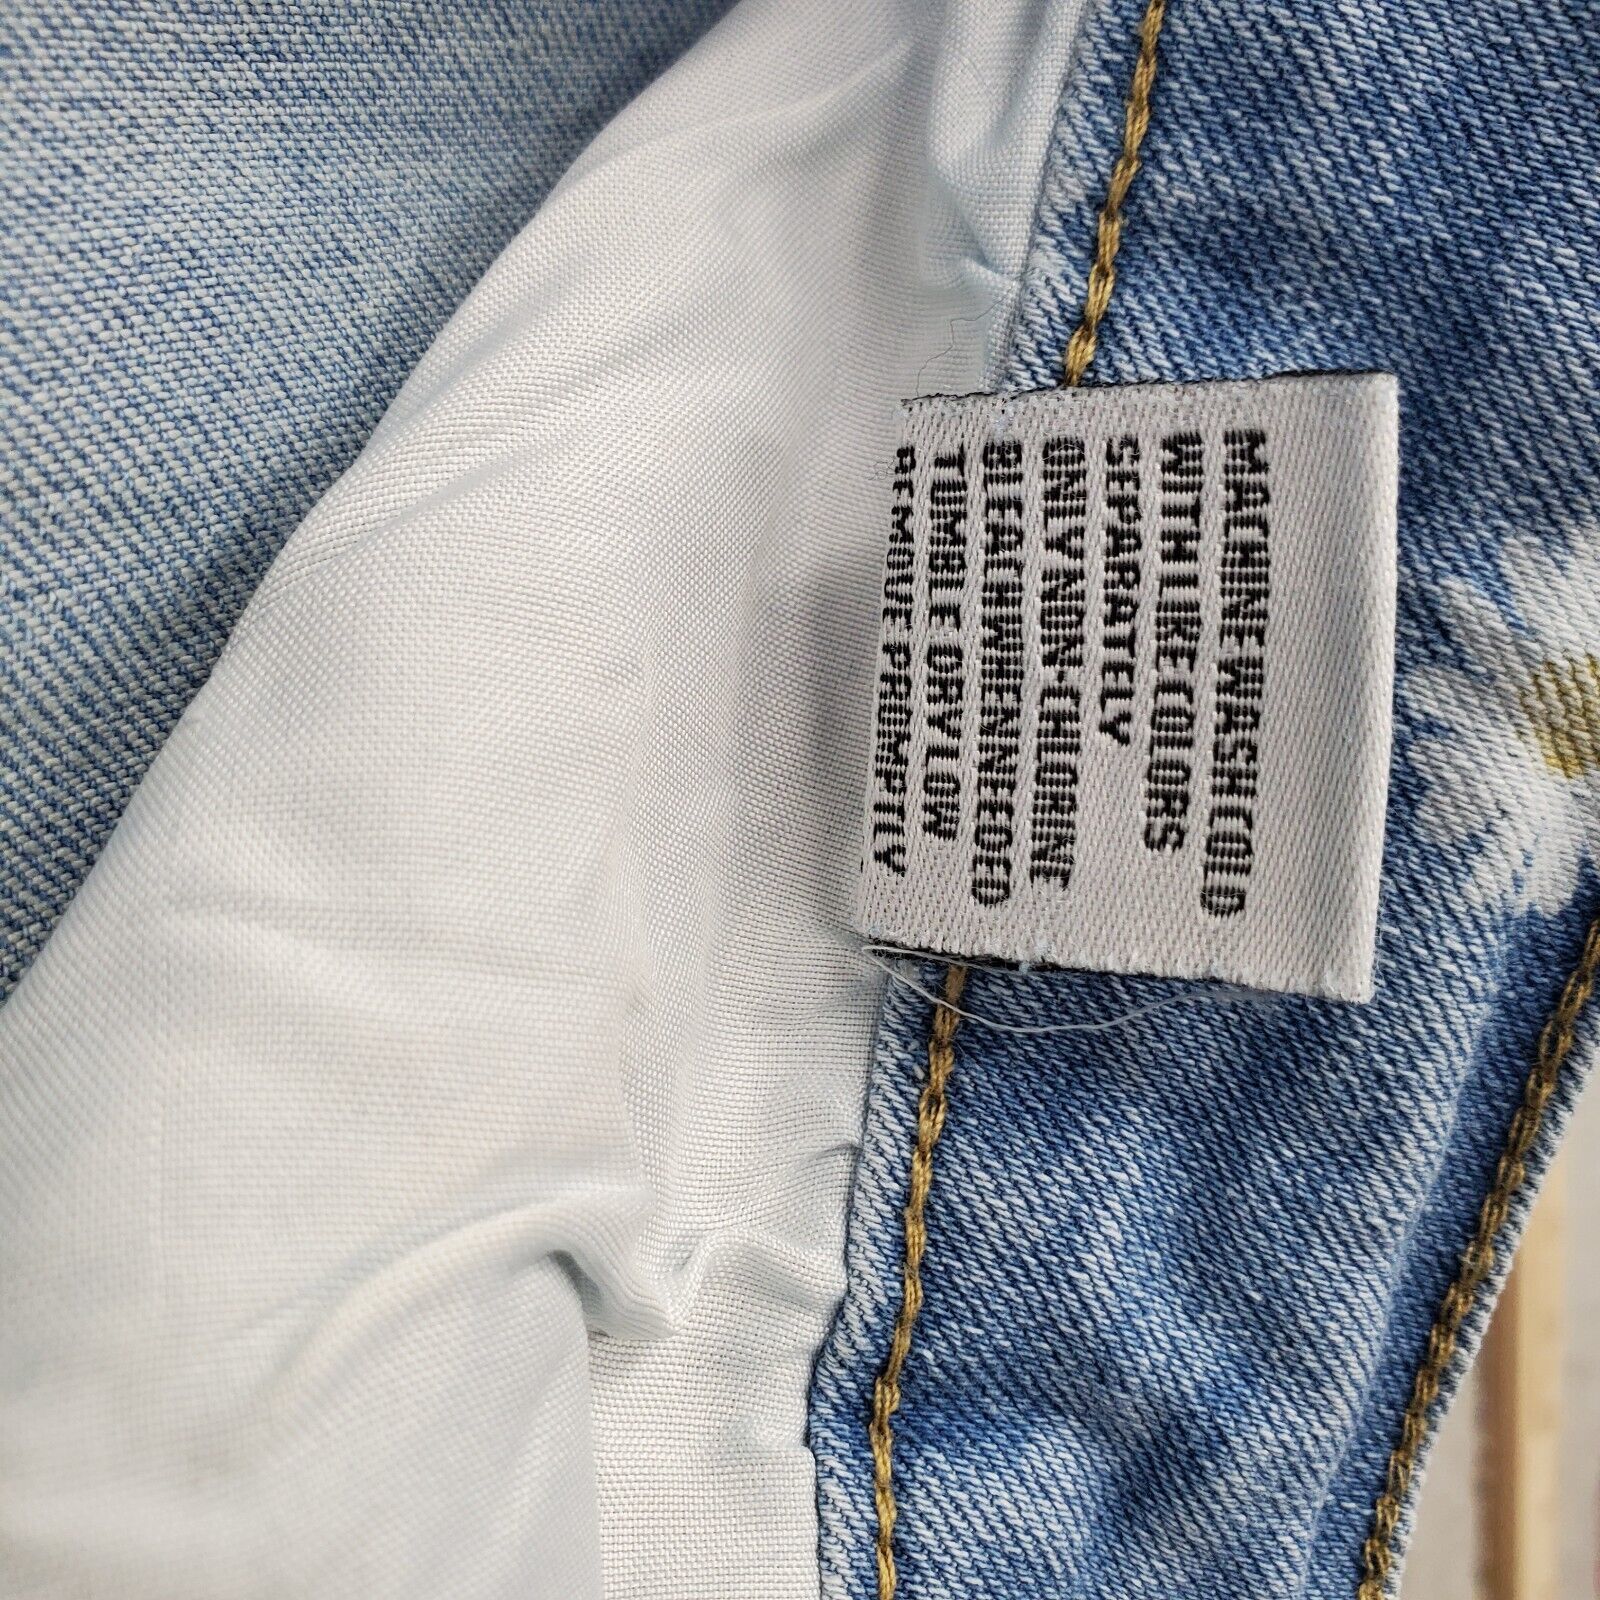 MACHINE WASH COLD
WITH LIKE COLORS
SEPARATELY
ONLY NON-CHLORINE
BLEACH WHEN NEEDED
TUMBLE DRY LOW
REMOVE PROMPTLY